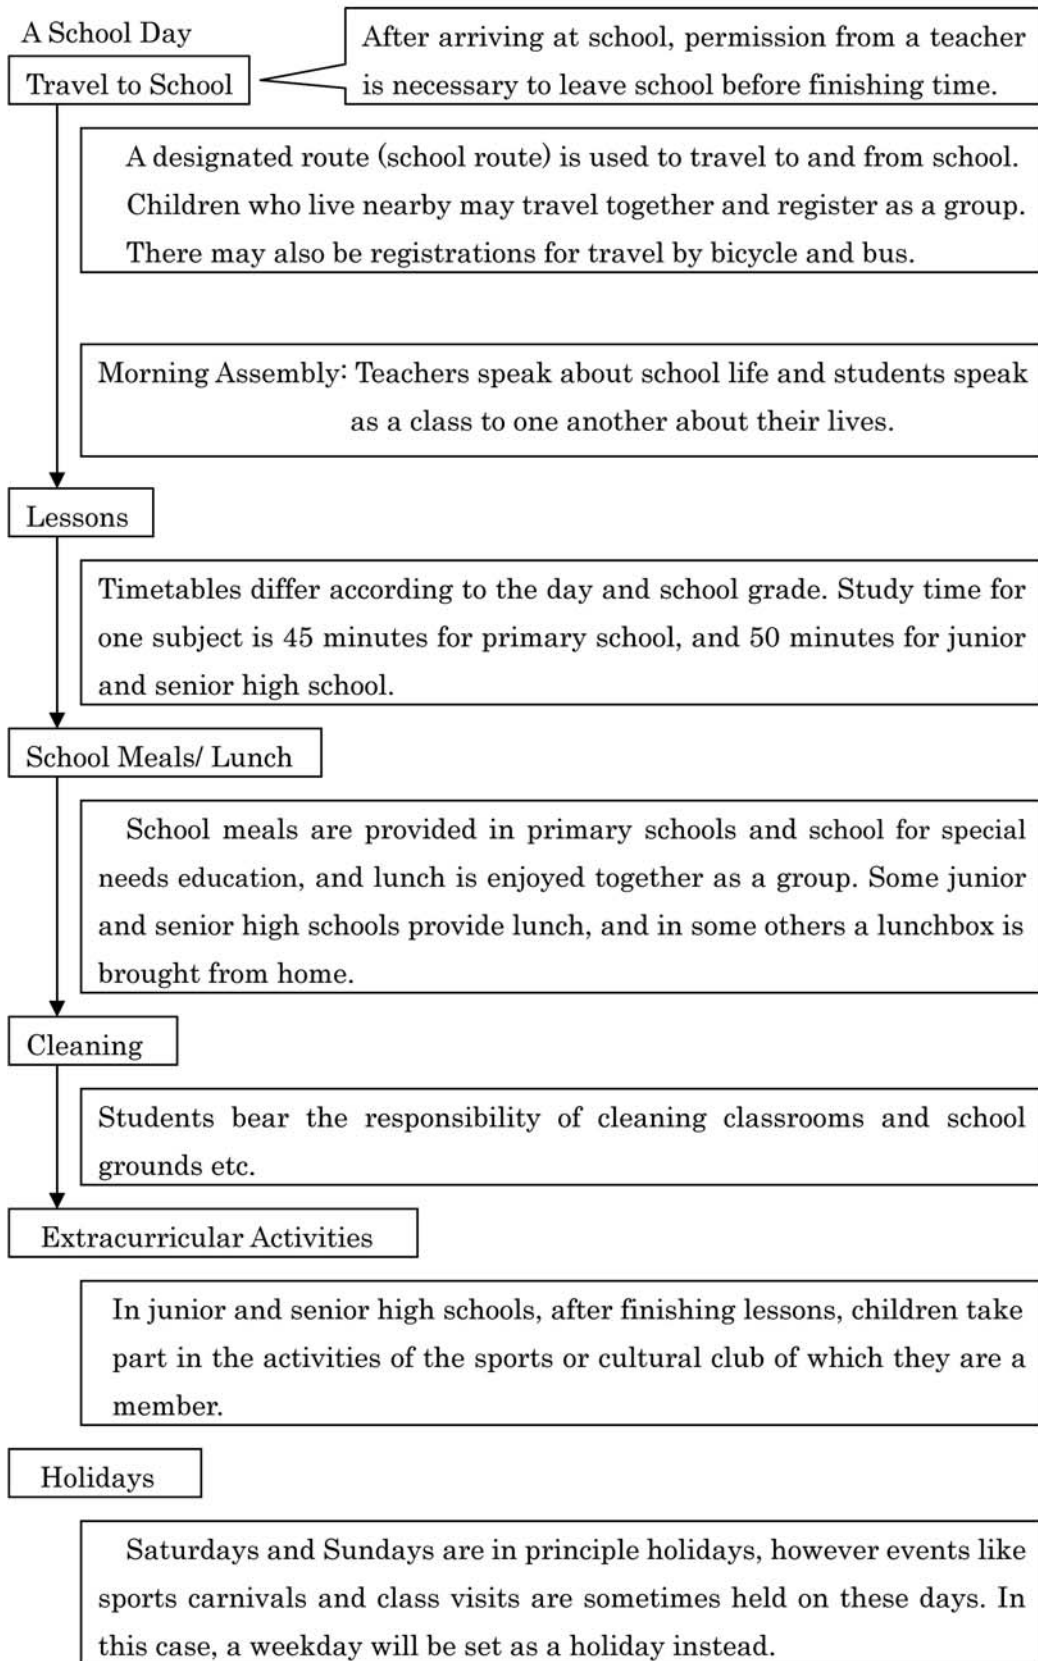 A School Day
After arriving at school, permission from a teacher
is necessary to leave school before finishing time.
Travel to School
A designated route (school route) is used to travel to and from school.
Children who live nearby may travel together and register as a group.
There may also be registrations for travel by bicycle and bus.
Morning Assembly: Teachers speak about school life and students speak
as a class to one another about their lives.
Lessons
Timetables differ according to the day and school grade. Study time for
one subject is 45 minutes for primary school, and 50 minutes for junior
and senior high school.
School Meals/ Lunch
School meals are provided in primary schools and school for special
needs education, and lunch is enjoyed together as a group. Some junior
and senior high schools provide lunch, and in some others a lunchbox is
brought from home.
Cleaning
Students bear the responsibility of cleaning classrooms and school
grounds etc.
Extracurricular Activities
In junior and senior high schools, after finishing lessons, children take
part in the activities of the sports or cultural club of which they are a
member.
Holidays
Saturdays and Sundays are in principle holidays, however events like
sports carnivals and class visits are sometimes held on these days. In
this case, a weekday will be set as a holiday instead.